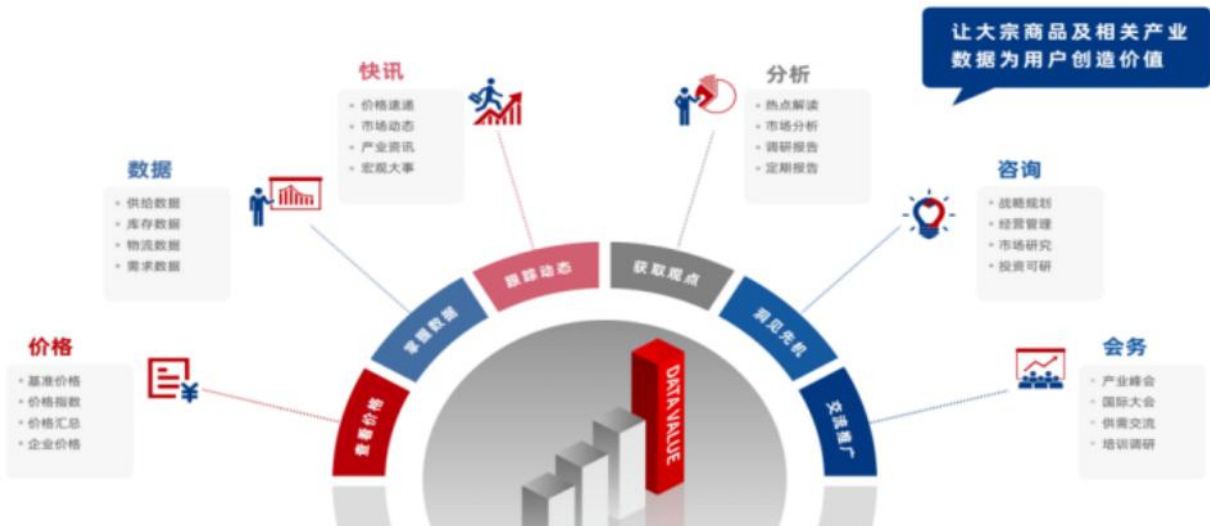 让大宗商品及相关产业
数据为用户创造价值
快讯
价格速递
市场动态
产业资讯
宏观大事
分析
热点解读
市场分析
调研报告
定期报告
数据
供给数据
库存数据
物流数据
需求数据
咨询
战略规划
经营管理
市场研究
投资可研
价格
基准价格
价格指数
价格汇总
企业价格
会务
产业峰会
国际大会
供需交流
培训调研
查看价格
掌握数据
跟踪动态
获取观点
洞见先机
交流推广
DATA VALUE